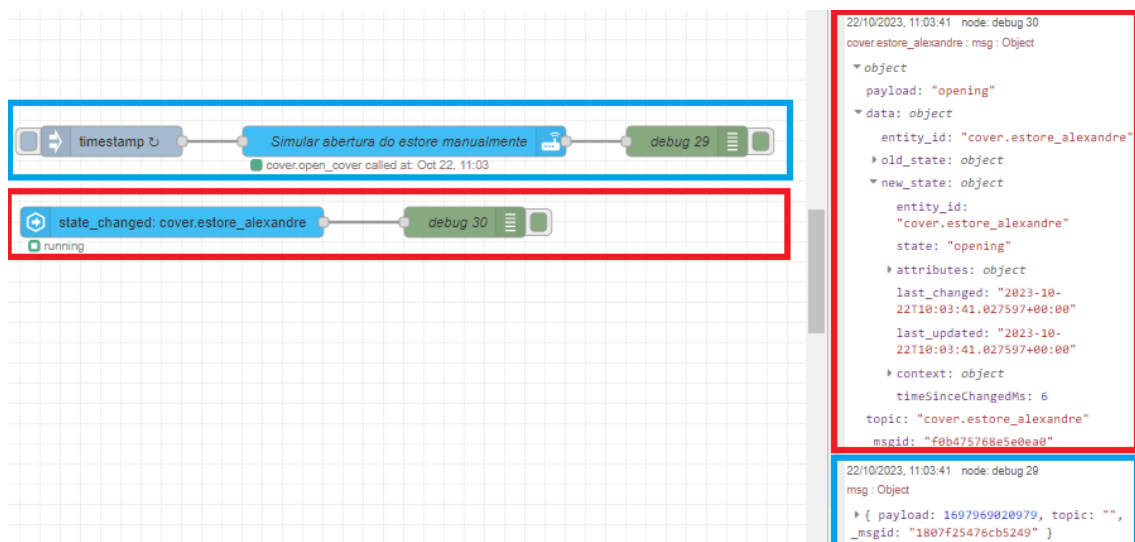 timestamp ↻
Simular abertura do estore manualmente
debug 29
cover.open_cover called at: Oct 22, 11:03
state_changed: cover.estore_alexandre
debug 30
running
22/10/2023, 11:03:41 node: debug 30
cover.estore_alexandre : msg : Object
object
payload: "opening"
data: object
entity_id: "cover.estore_alexandre"
old_state: object
new_state: object
entity_id:
"cover.estore_alexandre"
state: "opening"
attributes: object
last_changed: "2023-10-
22T10:03:41.027597+00:00"
last_updated: "2023-10-
22T10:03:41.027597+00:00"
context: object
timeSinceChangedMs: 6
topic: "cover.estore_alexandre"
_msgid: "f0b475768e5e0ea0"
22/10/2023, 11:03:41 node: debug 29
msg : Object
{ payload: 1697969020979, topic: "",
_msgid: "1807f25476cb5249" }